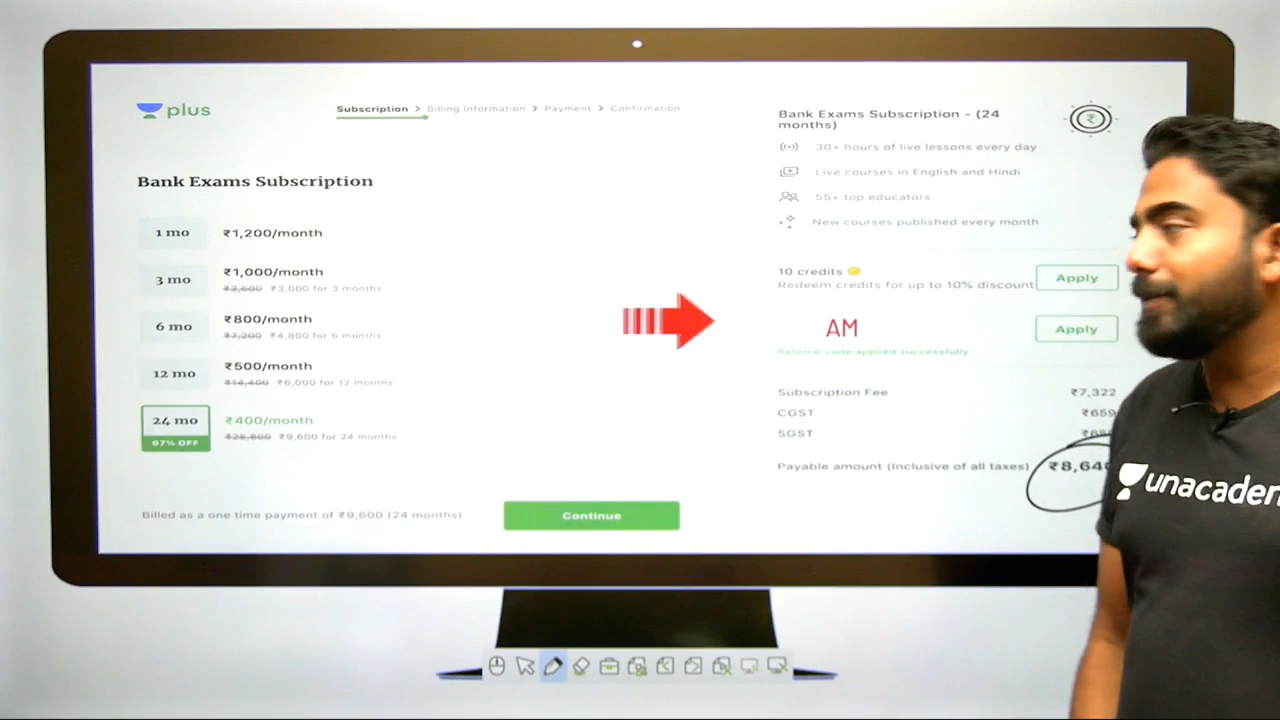 plus
Subscription > Billing Information > Payment > Confirmation
Bank Exams Subscription
1 mo ₹1,200/month
3 mo ₹1,000/month
₹3,600 ₹3,000 for 3 months
6 mo ₹800/month
₹7,200 ₹4,800 for 6 months
12 mo ₹500/month
₹14,400 ₹6,000 for 12 months
24 mo ₹400/month
67% OFF ₹28,800 ₹9,600 for 24 months
Billed as a one time payment of ₹9,600 (24 months)
Continue
Bank Exams Subscription - (24
months)
30+ hours of live lessons every day
Live courses in English and Hindi
55+ top educators
New courses published every month
10 credits
Redeem credits for up to 10% discount
Apply
AM
Apply
Referral code applied successfully
Subscription Fee ₹7,322
CGST ₹659
SGST
Payable amount (Inclusive of all taxes) ₹8,64
unacadem